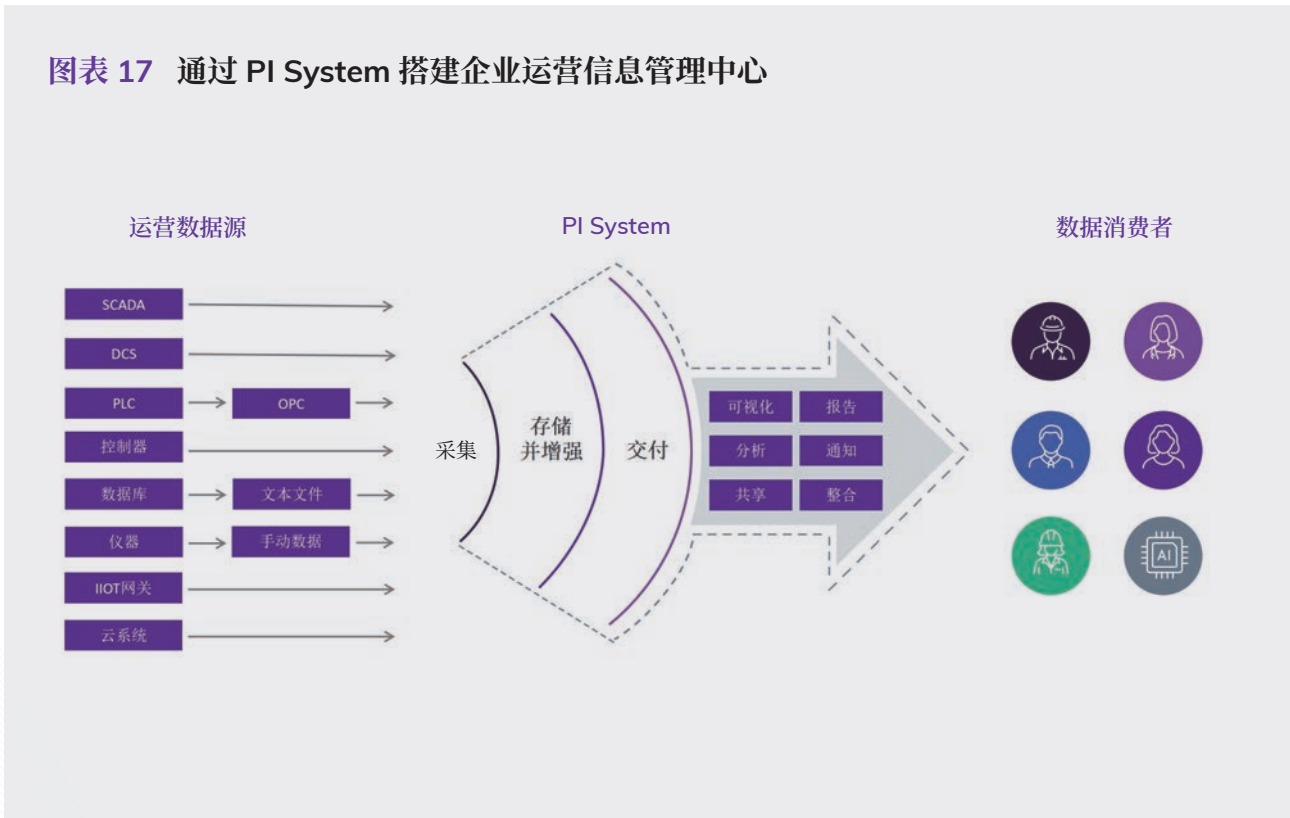 图表 17 通过 PI System 搭建企业运营信息管理中心
运营数据源
PI System
数据消费者
SCADA
DCS
PLC
OPC
控制器
数据库
文本文件
仪器
手动数据
IIOT网关
云系统
采集
存储
并增强
交付
可视化
报告
分析
通知
共享
整合
AI